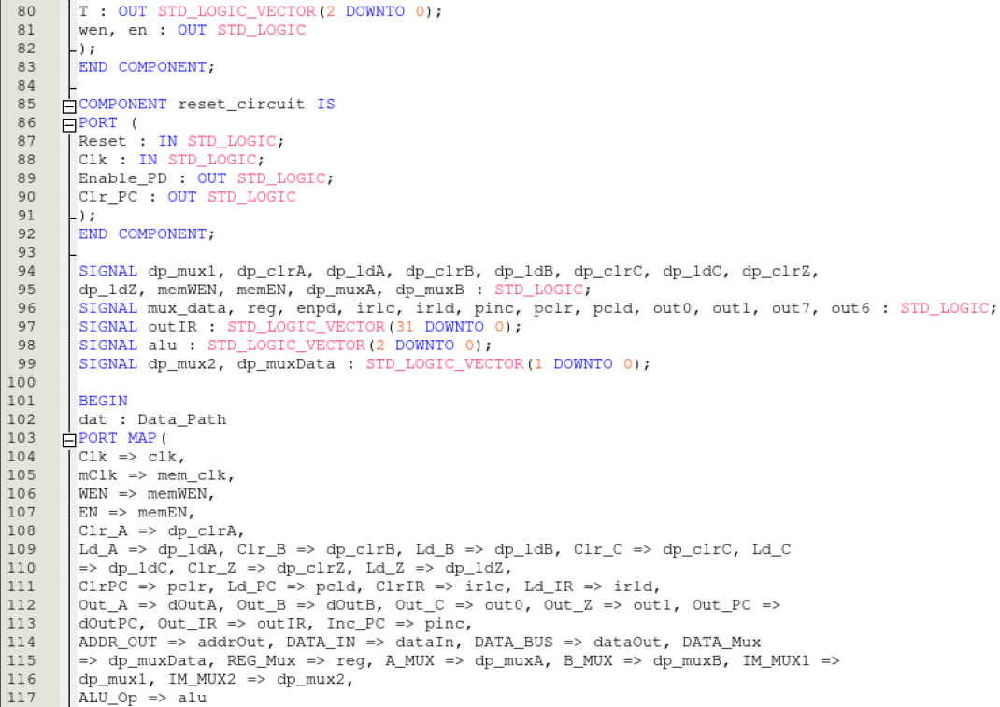 80 T : OUT STD_LOGIC_VECTOR(2 DOWNTO 0);
81 wen, en : OUT STD_LOGIC
82 );
83 END COMPONENT;
84
85 COMPONENT reset_circuit IS
86 PORT (
87 Reset : IN STD_LOGIC;
88 Clk : IN STD_LOGIC;
89 Enable_PD : OUT STD_LOGIC;
90 Clr_PC : OUT STD_LOGIC
91 );
92 END COMPONENT;
93
94 SIGNAL dp_mux1, dp_clrA, dp_ldA, dp_clrB, dp_ldB, dp_clrC, dp_ldC, dp_clrZ,
95 dp_ldZ, memWEN, memEN, dp_muxA, dp_muxB : STD_LOGIC;
96 SIGNAL mux_data, reg, enpd, irlc, irld, pinc, pclr, pcld, out0, out1, out7, out6 : STD_LOGIC;
97 SIGNAL outIR : STD_LOGIC_VECTOR(31 DOWNTO 0);
98 SIGNAL alu : STD_LOGIC_VECTOR(2 DOWNTO 0);
99 SIGNAL dp_mux2, dp_muxData : STD_LOGIC_VECTOR(1 DOWNTO 0);
100
101 BEGIN
102 dat : Data_Path
103 PORT MAP(
104 Clk => clk,
105 mClk => mem_clk,
106 WEN => memWEN,
107 EN => memEN,
108 Clr_A => dp_clrA,
109 Ld_A => dp_ldA, Clr_B => dp_clrB, Ld_B => dp_ldB, Clr_C => dp_clrC, Ld_C
110 => dp_ldC, Clr_Z => dp_clrZ, Ld_Z => dp_ldZ,
111 ClrPC => pclr, Ld_PC => pcld, ClrIR => irlc, Ld_IR => irld,
112 Out_A => dOutA, Out_B => dOutB, Out_C => out0, Out_Z => out1, Out_PC =>
113 dOutPC, Out_IR => outIR, Inc_PC => pinc,
114 ADDR_OUT => addrOut, DATA_IN => dataIn, DATA_BUS => dataOut, DATA_Mux
115 => dp_muxData, REG_Mux => reg, A_MUX => dp_muxA, B_MUX => dp_muxB, IM_MUX1 =>
116 dp_mux1, IM_MUX2 => dp_mux2,
117 ALU_Op => alu